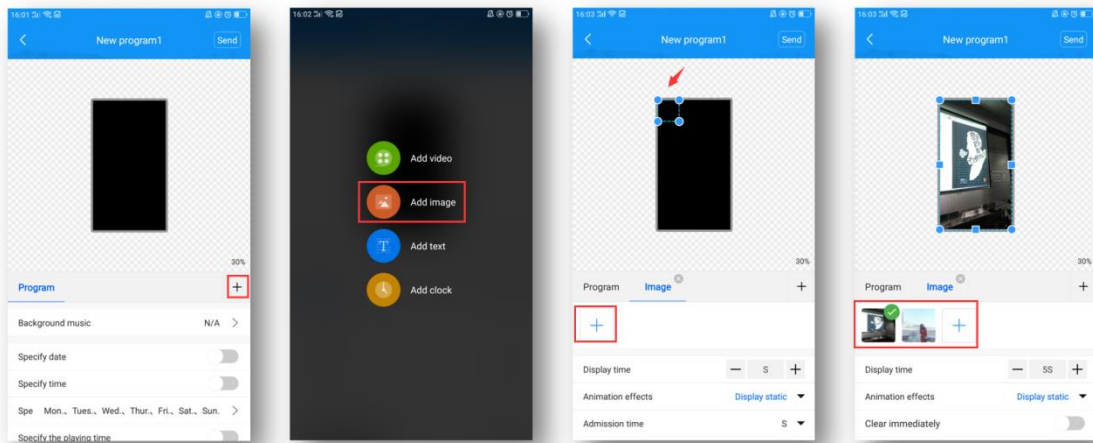 16:01
New program1
Send
30%
Program
+
Background music N/A >
Specify date
Specify time
Spe Mon.、Tues.、Wed.、Thur.、Fri.、Sat.、Sun. >
Specify the playing time
16:02
Add video
Add image
T Add text
Add clock
16:03
New program1
Send
30%
Program Image +
+
Display time — S +
Animation effects Display static
Admission time S
16:03
New program1
Send
30%
Program Image +
+
Display time — 5S +
Animation effects Display static
Clear immediately